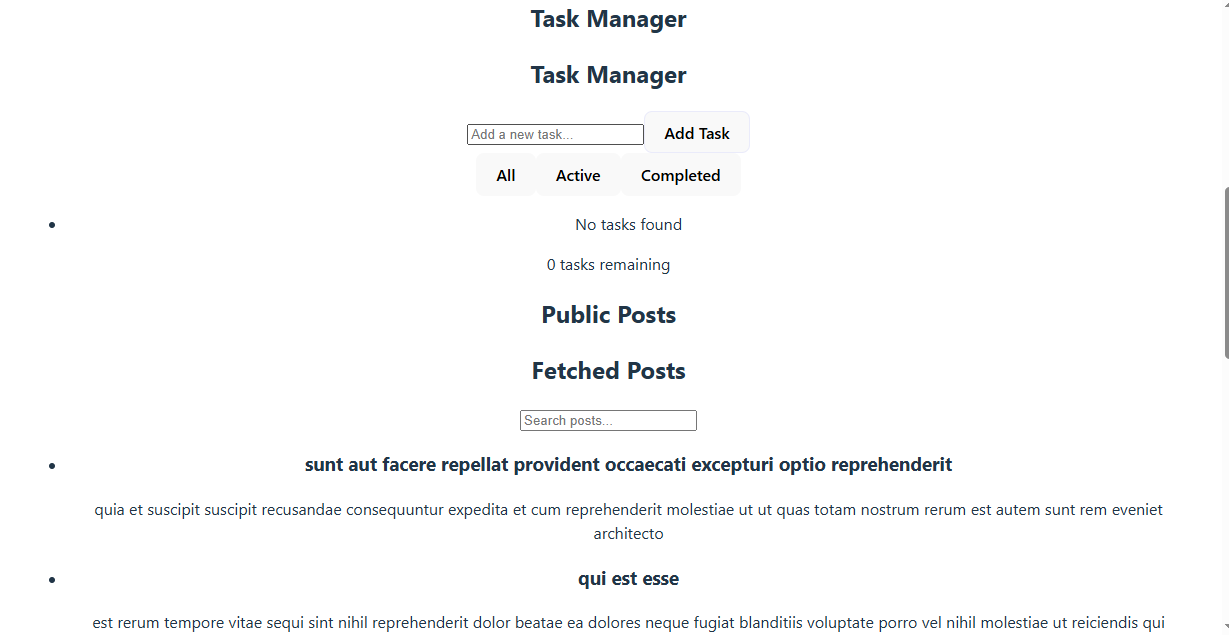 Task Manager
Task Manager
Add a new task... Add Task
All Active Completed
No tasks found
0 tasks remaining
Public Posts
Fetched Posts
Search posts...
sunt aut facere repellat provident occaecati excepturi optio reprehenderit
quia et suscipit suscipit recusandae consequuntur expedita et cum reprehenderit molestiae ut ut quas totam nostrum rerum est autem sunt rem eveniet
architecto
qui est esse
est rerum tempore vitae sequi sint nihil reprehenderit dolor beatae ea dolores neque fugiat blanditiis voluptate porro vel nihil molestiae ut reiciendis qui